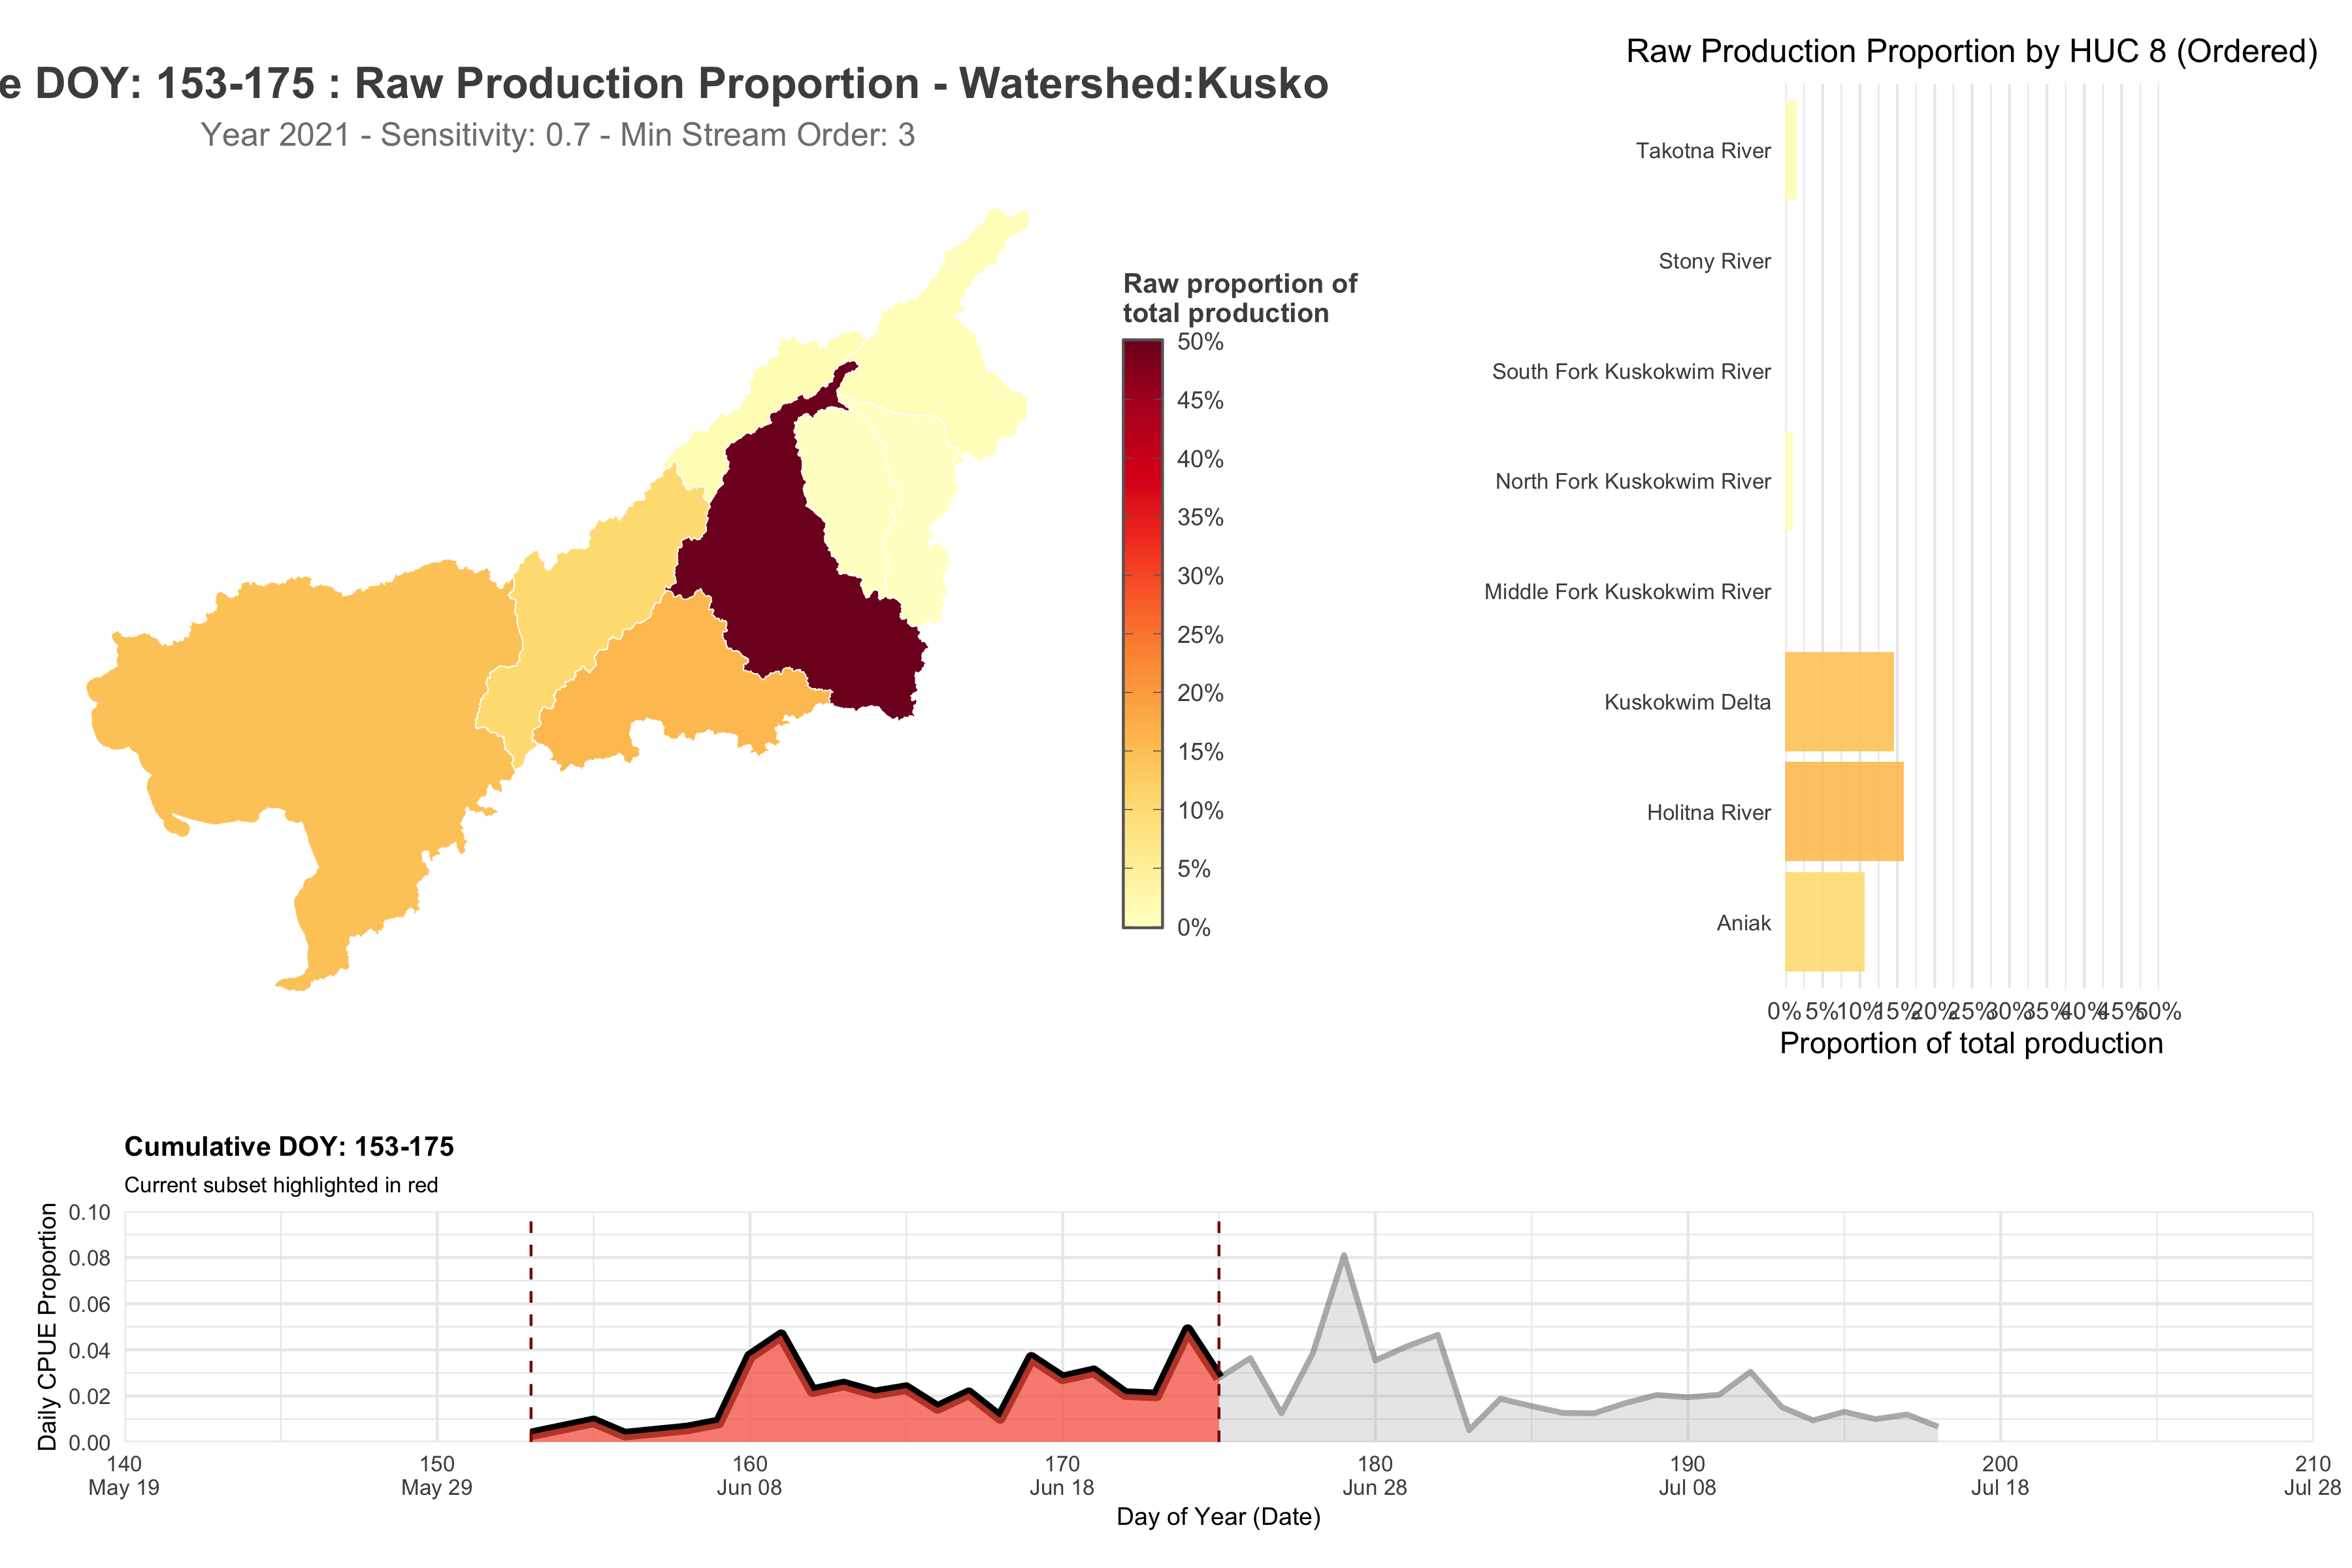 e DOY: 153-175 : Raw Production Proportion - Watershed:Kusko
Year 2021 - Sensitivity: 0.7 - Min Stream Order: 3
Raw proportion of
total production
50%
45%
40%
35%
30%
25%
20%
15%
10%
5%
0%
Raw Production Proportion by HUC 8 (Ordered)
Takotna River
Stony River
South Fork Kuskokwim River
North Fork Kuskokwim River
Middle Fork Kuskokwim River
Kuskokwim Delta
Holitna River
Aniak
0% 5% 10% 15% 20% 25% 30% 35% 40% 45% 50%
Proportion of total production
Cumulative DOY: 153-175
Current subset highlighted in red
Daily CPUE Proportion
0.10
0.08
0.06
0.04
0.02
0.00
140 150 160 170 180 190 200 210
May 19 May 29 Jun 08 Jun 18 Jun 28 Jul 08 Jul 18 Jul 28
Day of Year (Date)